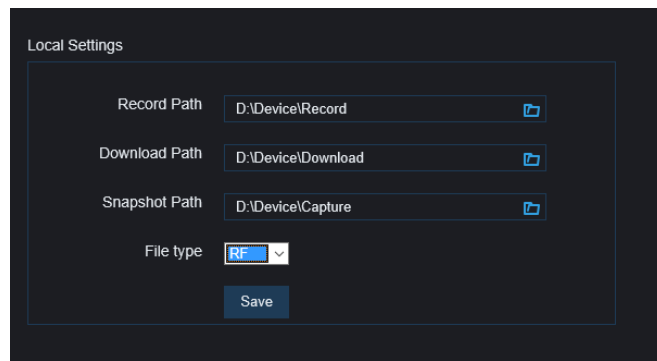 Local Settings
Record Path D:\Device\Record
Download Path D:\Device\Download
Snapshot Path D:\Device\Capture
File type RF
Save